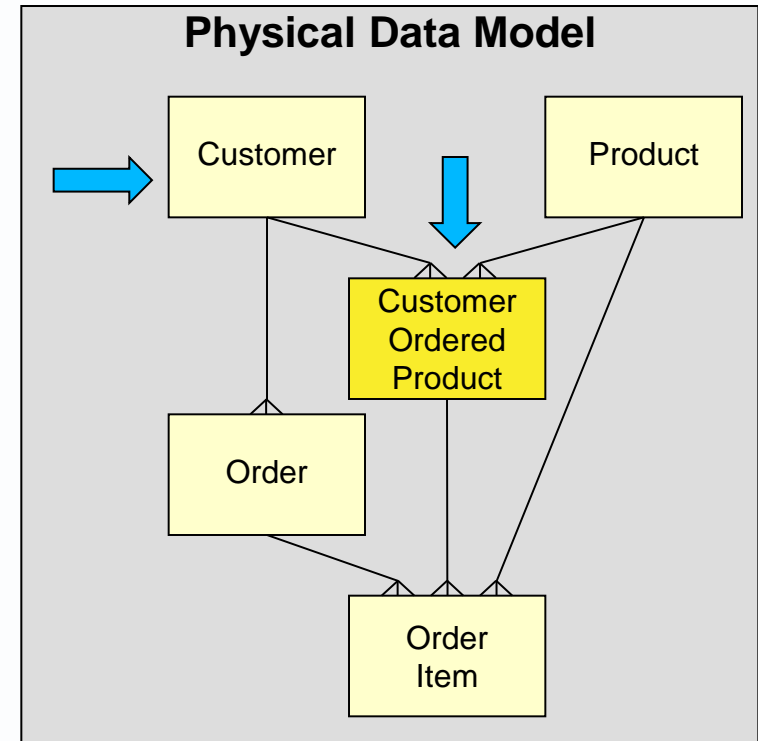 Physical Data Model
Customer
Product
Customer
Ordered
Product
Order
Order
Item